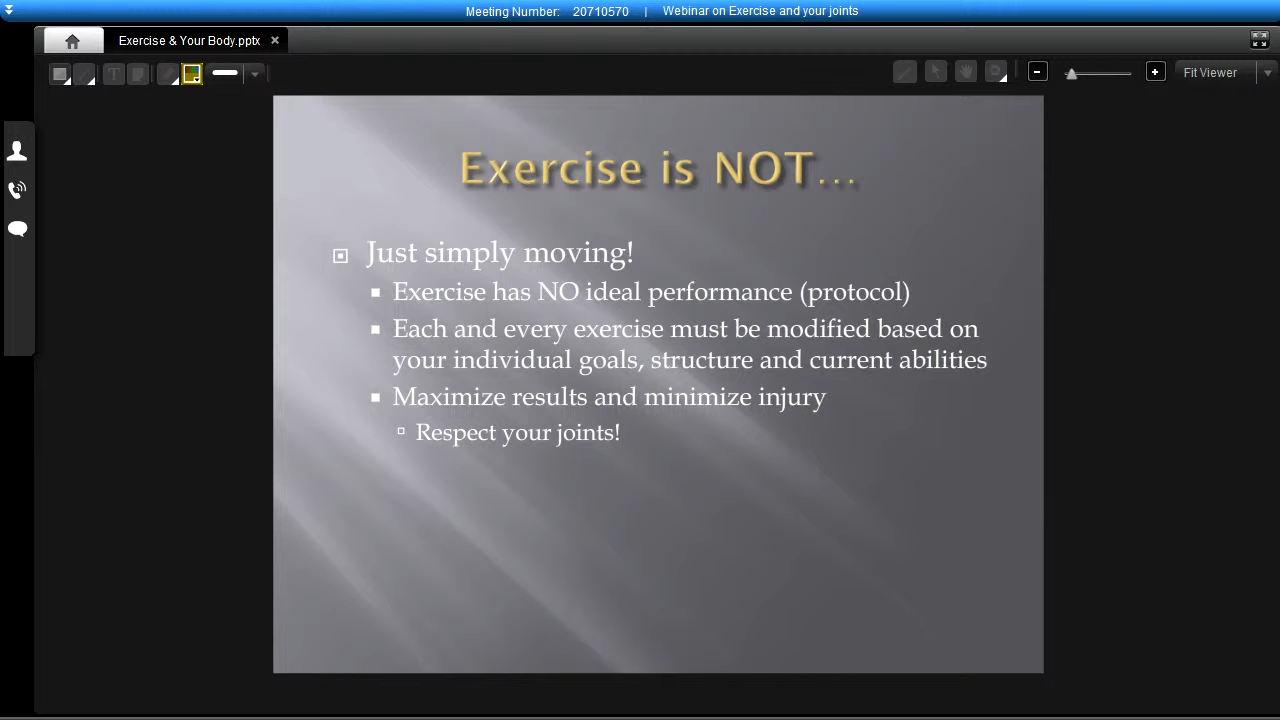 Meeting Number: 20710570 | Webinar on Exercise and your joints
Exercise & Your Body.pptx
Fit Viewer
Exercise is NOT...
Just simply moving!
Exercise has NO ideal performance (protocol)
Each and every exercise must be modified based on
your individual goals, structure and current abilities
Maximize results and minimize injury
Respect your joints!